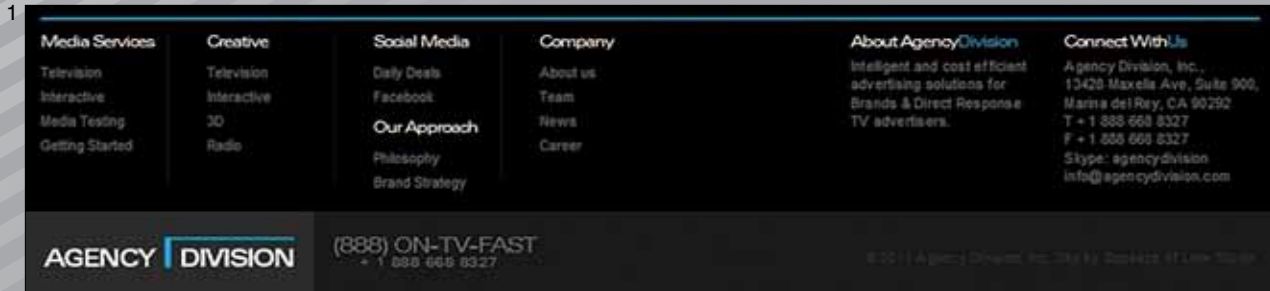 1
Media Services
Television
Interactive
Media Testing
Getting Started
Creative
Television
Interactive
3D
Radio
Social Media
Daily Deals
Facebook
Our Approach
Philosophy
Brand Strategy
Company
About us
Team
News
Career
About AgencyDivision
Intelligent and cost efficient
advertising solutions for
Brands & Direct Response
TV advertisers.
Connect WithUs
Agency Division, Inc.,
13428 Maxella Ave, Suite 900,
Marina del Rey, CA 90292
T + 1 888 668 8327
F + 1 888 668 8327
Skype: agencydivision
info@agencydivision.com
AGENCY DIVISION
(888) ON-TV-FAST
+ 1 888 668 8327
© 2011 Agency Division, Inc.